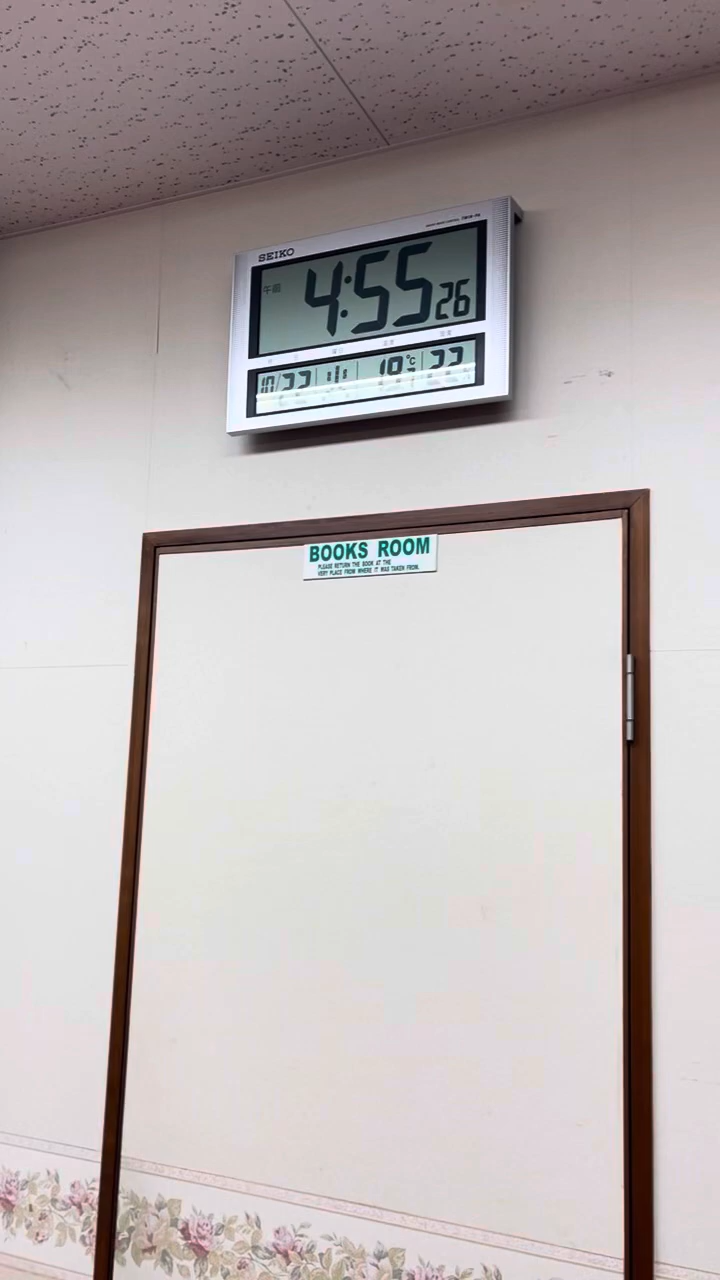 SEIKO
午前
4:55 26
℃
BOOKS ROOM
PLEASE RETURN THE BOOK AT THE
VERY PLACE FROM WHERE IT WAS TAKEN FROM.